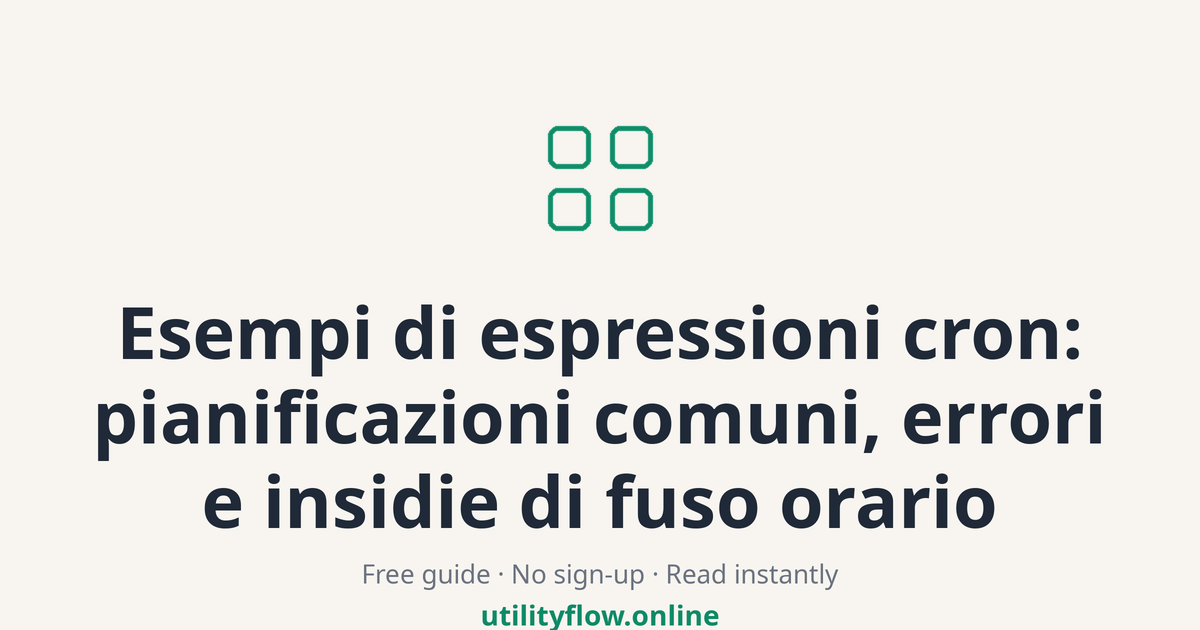 Esempi di espressioni cron:
pianificazioni comuni, errori
e insidie di fuso orario
Free guide · No sign-up · Read instantly
utilityflow.online